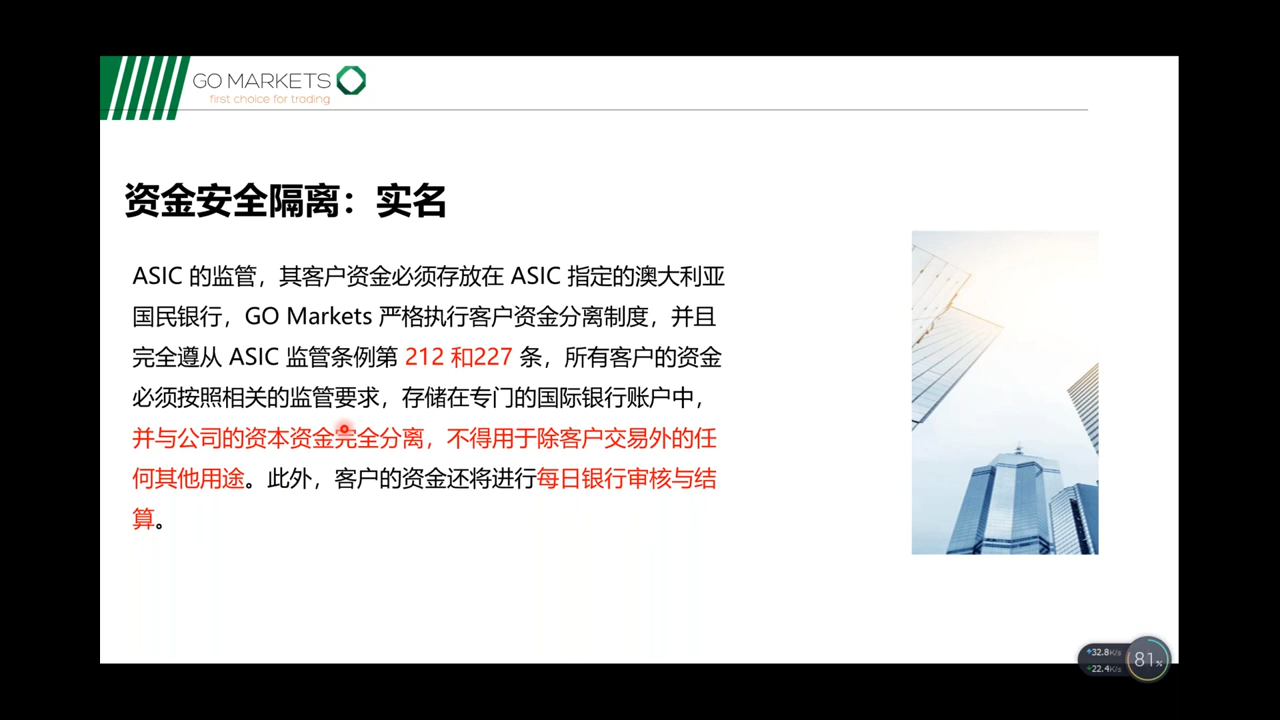 GO MARKETS
first choice for trading
资金安全隔离：实名
ASIC 的监管，其客户资金必须存放在 ASIC 指定的澳大利亚
国民银行，GO Markets 严格执行客户资金分离制度，并且
完全遵从 ASIC 监管条例第 212 和227 条，所有客户的资金
必须按照相关的监管要求，存储在专门的国际银行账户中，
并与公司的资本资金完全分离，不得用于除客户交易外的任
何其他用途。此外，客户的资金还将进行每日银行审核与结
算。
32.8K/s
22.4K/s
81%